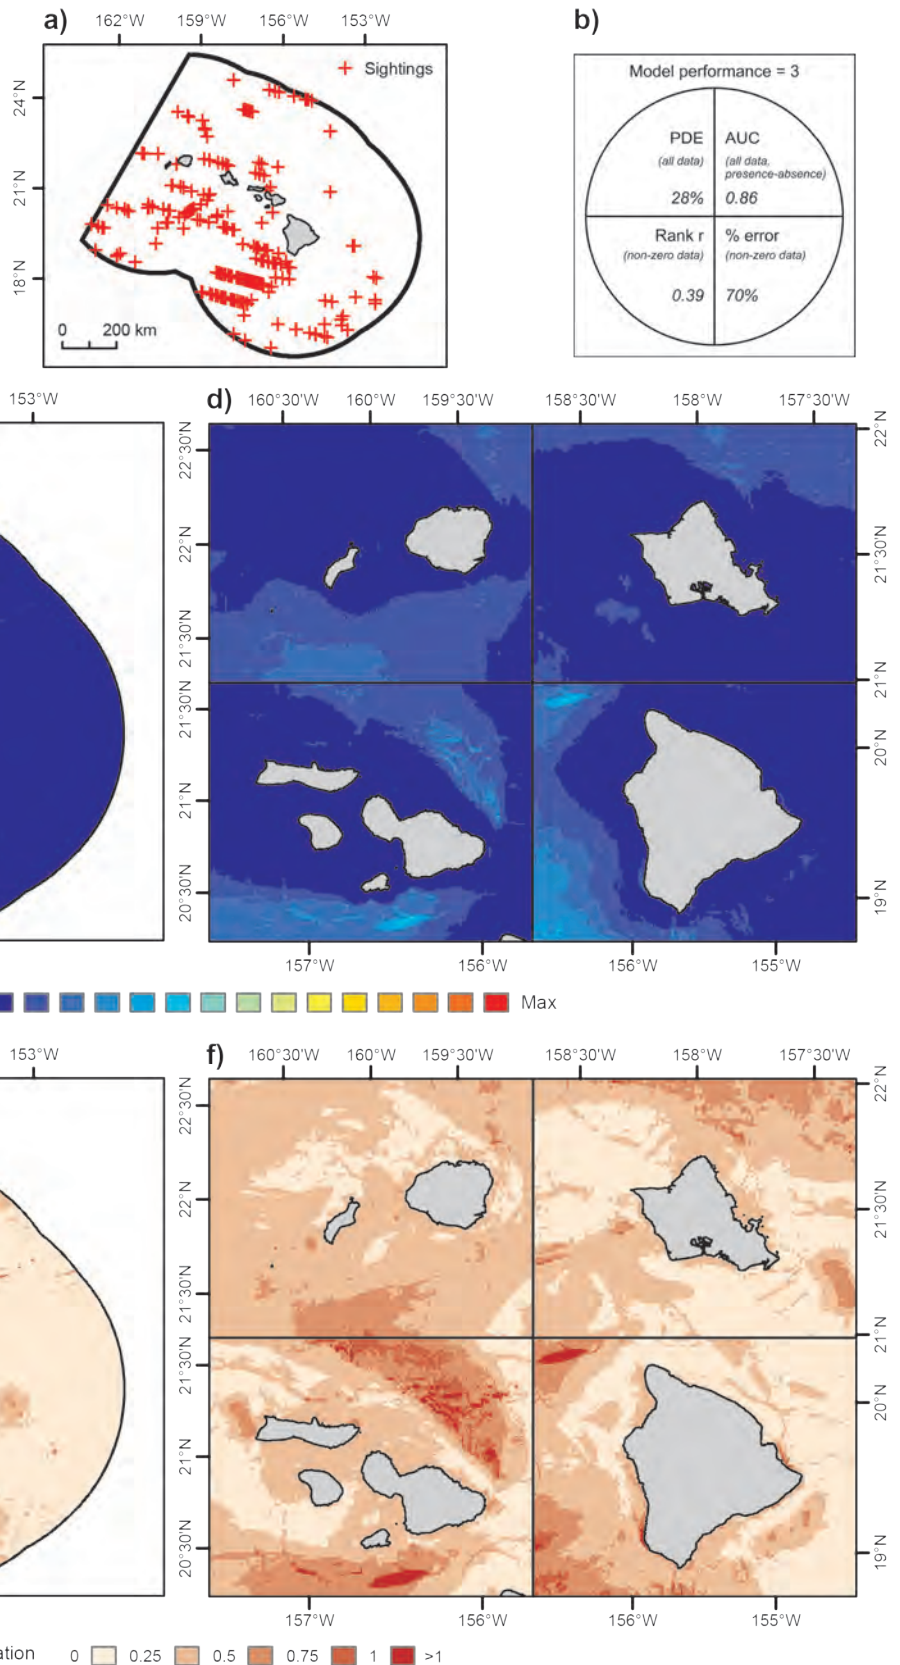 a)
162°W 159°W 156°W 153°W
24°N
21°N
18°N
Sightings
0 200 km
b)
Model performance = 3
PDE
(all data)
28%
AUC
(all data,
presence-absence)
0.86
Rank r
(non-zero data)
0.39
% error
(non-zero data)
70%
153°W
d)
160°30'W 160°W 159°30'W 158°30'W 158°W 157°30'W
22°30'N
22°N
21°30'N
22°N
21°30'N
21°N
21°30'N
21°N
20°30'N
20°N
19°N
157°W 156°W 156°W 155°W
Max
153°W
f)
160°30'W 160°W 159°30'W 158°30'W 158°W 157°30'W
22°30'N
22°N
21°30'N
22°N
21°30'N
21°N
21°30'N
21°N
20°30'N
20°N
19°N
157°W 156°W 156°W 155°W
ation 0 0.25 0.5 0.75 1 >1